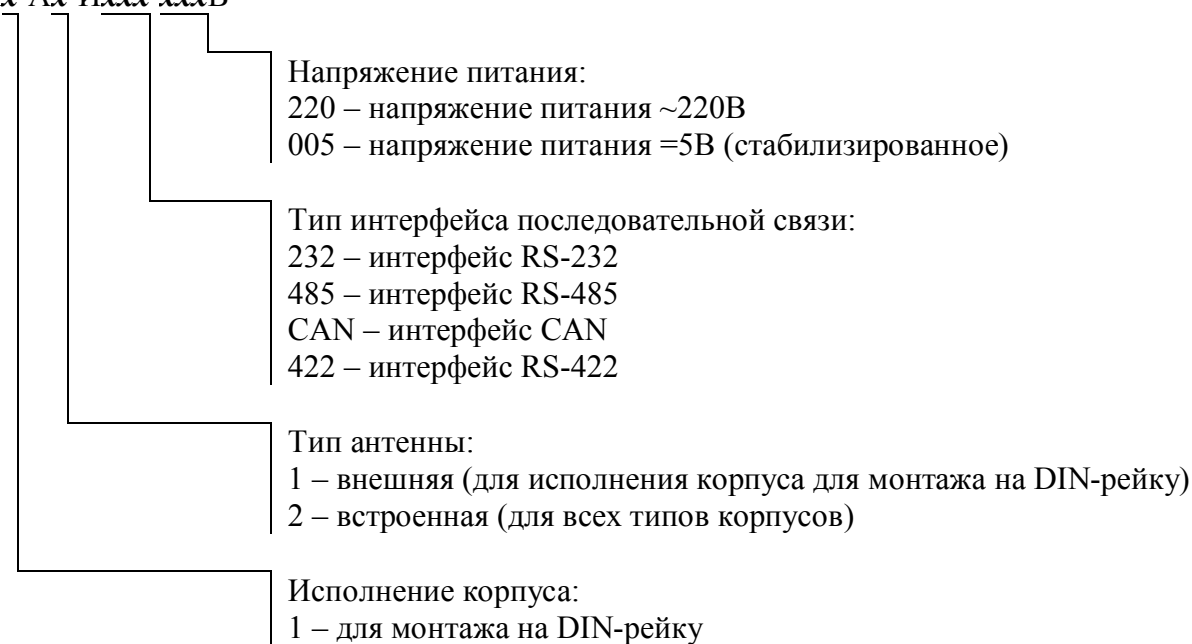 Напряжение питания:
220 – напряжение питания ~220В
005 – напряжение питания =5В (стабилизированное)
Тип интерфейса последовательной связи:
232 – интерфейс RS-232
485 – интерфейс RS-485
CAN – интерфейс CAN
422 – интерфейс RS-422
Тип антенны:
1 – внешняя (для исполнения корпуса для монтажа на DIN-рейку)
2 – встроенная (для всех типов корпусов)
Исполнение корпуса:
1 – для монтажа на DIN-рейку